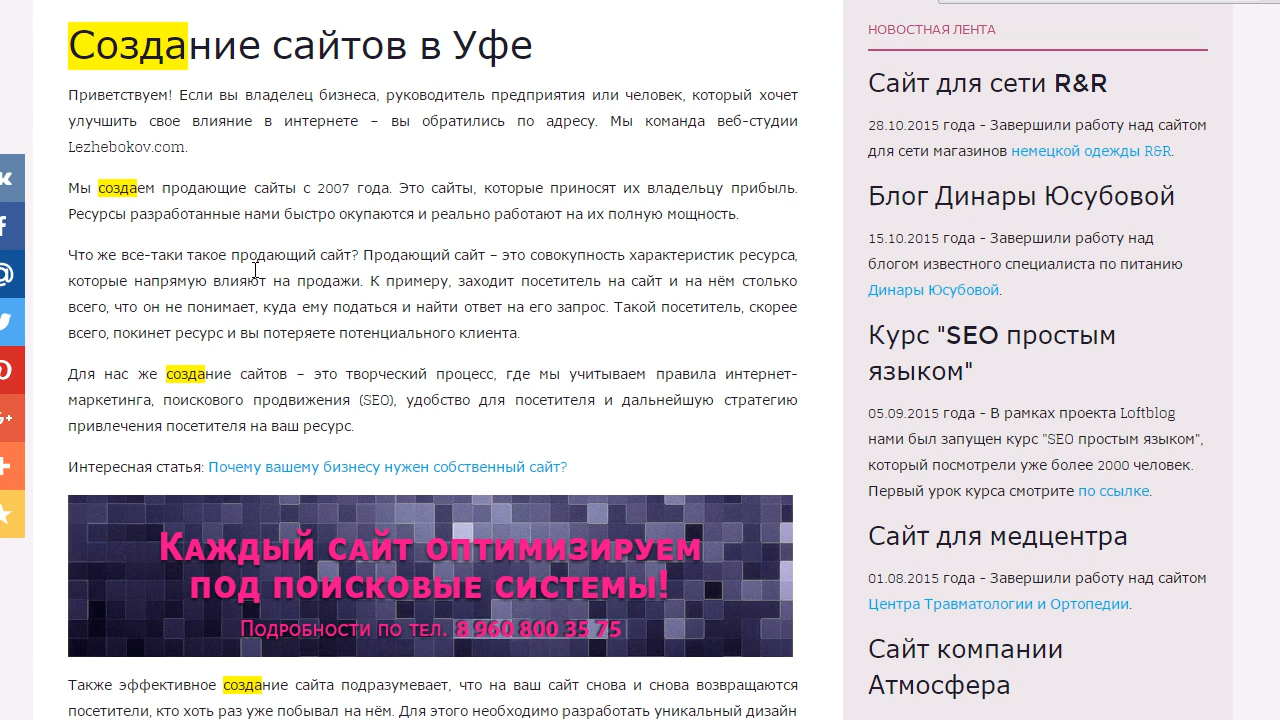 Создание сайтов в Уфе
Приветствуем! Если вы владелец бизнеса, руководитель предприятия или человек, который хочет
улучшить свое влияние в интернете – вы обратились по адресу. Мы команда веб-студии
Lezhebokov.com.
Мы создаем продающие сайты с 2007 года. Это сайты, которые приносят их владельцу прибыль.
Ресурсы разработанные нами быстро окупаются и реально работают на их полную мощность.
Что же все-таки такое продающий сайт? Продающий сайт – это совокупность характеристик ресурса,
которые напрямую влияют на продажи. К примеру, заходит посетитель на сайт и на нём столько
всего, что он не понимает, куда ему податься и найти ответ на его запрос. Такой посетитель, скорее
всего, покинет ресурс и вы потеряете потенциального клиента.
Для нас же создание сайтов – это творческий процесс, где мы учитываем правила интернет-
маркетинга, поискового продвижения (SEO), удобство для посетителя и дальнейшую стратегию
привлечения посетителя на ваш ресурс.
Интересная статья: Почему вашему бизнесу нужен собственный сайт?
Каждый сайт оптимизируем
под поисковые системы!
Подробности по тел. 8 960 800 35 75
Также эффективное создание сайта подразумевает, что на ваш сайт снова и снова возвращаются
посетители, кто хоть раз уже побывал на нём. Для этого необходимо разработать уникальный дизайн
НОВОСТНАЯ ЛЕНТА
Сайт для сети R&R
28.10.2015 года - Завершили работу над сайтом
для сети магазинов немецкой одежды R&R.
Блог Динары Юсубовой
15.10.2015 года - Завершили работу над
блогом известного специалиста по питанию
Динары Юсубовой.
Курс "SEO простым
языком"
05.09.2015 года - В рамках проекта Loftblog
нами был запущен курс "SEO простым языком",
который посмотрели уже более 2000 человек.
Первый урок курса смотрите по ссылке.
Сайт для медцентра
01.08.2015 года - Завершили работу над сайтом
Центра Травматологии и Ортопедии.
Сайт компании
Атмосфера